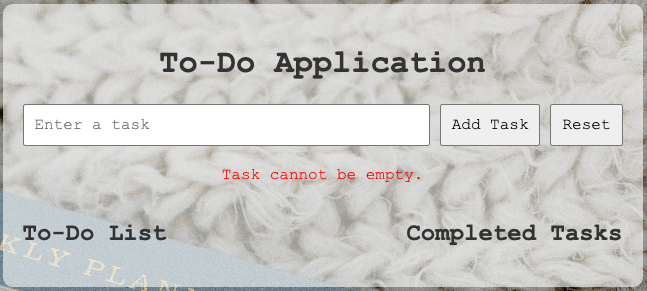 To-Do Application
Enter a task
Add Task
Reset
Task cannot be empty.
To-Do List
Completed Tasks
KLY PLAN